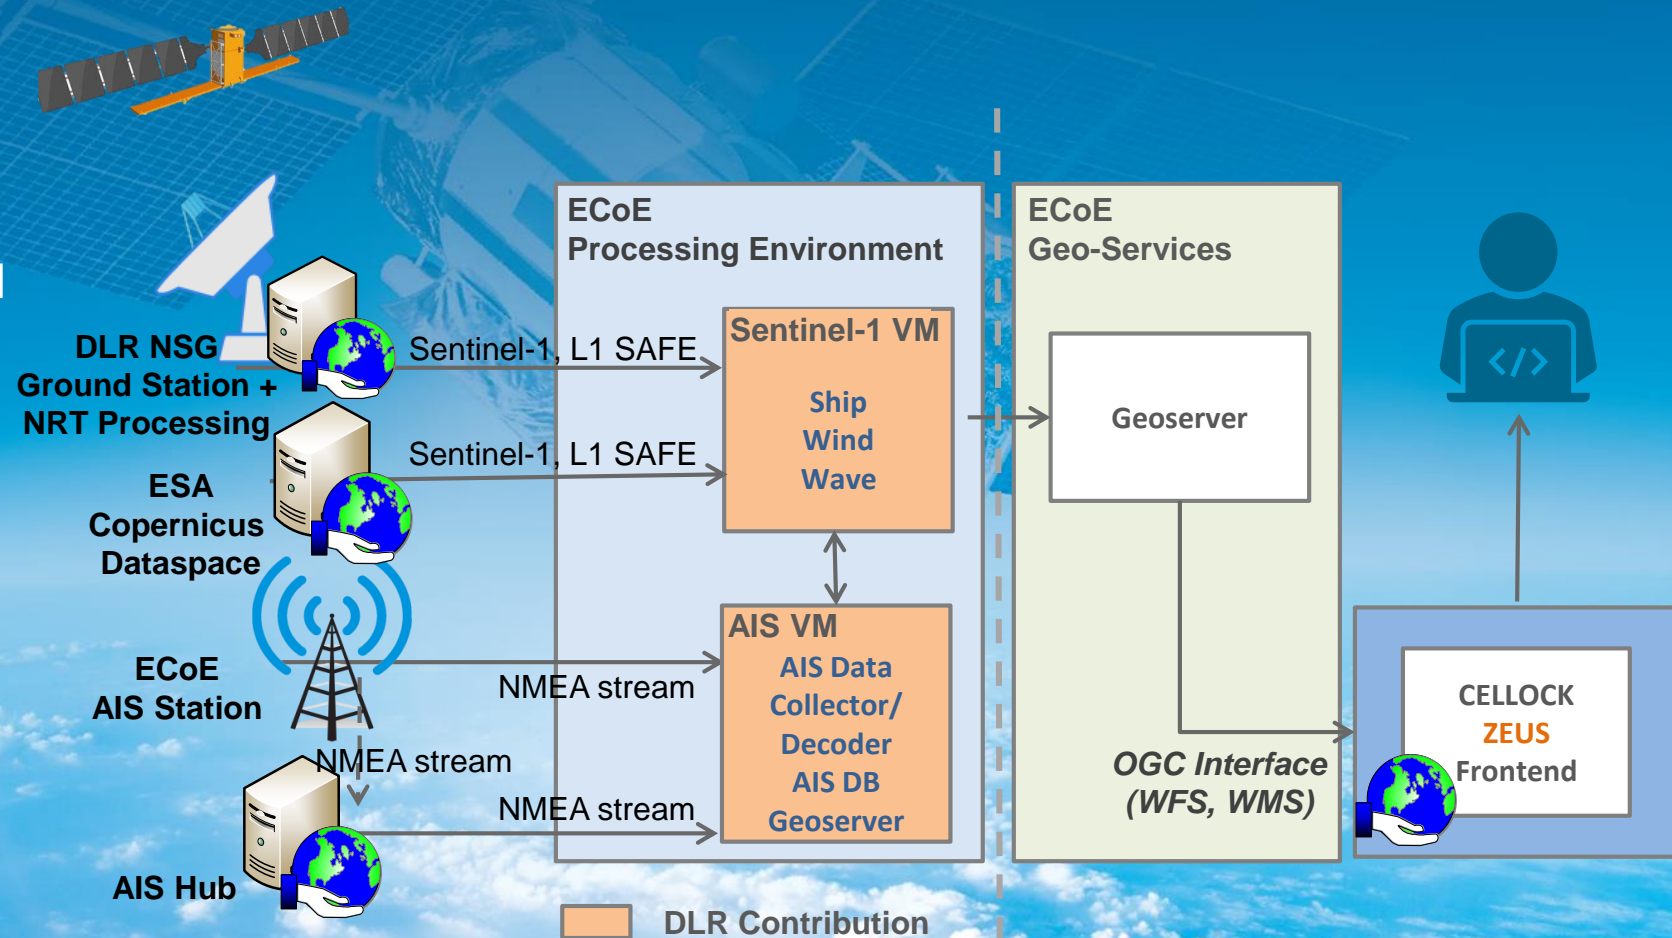 ECoE
Processing Environment
ECoE
Geo-Services
DLR NSG
Ground Station +
NRT Processing
Sentinel-1, L1 SAFE
Sentinel-1 VM
Ship
Wind
Wave
Geoserver
</>
ESA
Copernicus
Dataspace
Sentinel-1, L1 SAFE
ECoE
AIS Station
NMEA stream
AIS VM
AIS Data
Collector/
Decoder
AIS DB
Geoserver
NMEA stream
NMEA stream
AIS Hub
OGC Interface
(WFS, WMS)
CELLOCK
ZEUS
Frontend
DLR Contribution